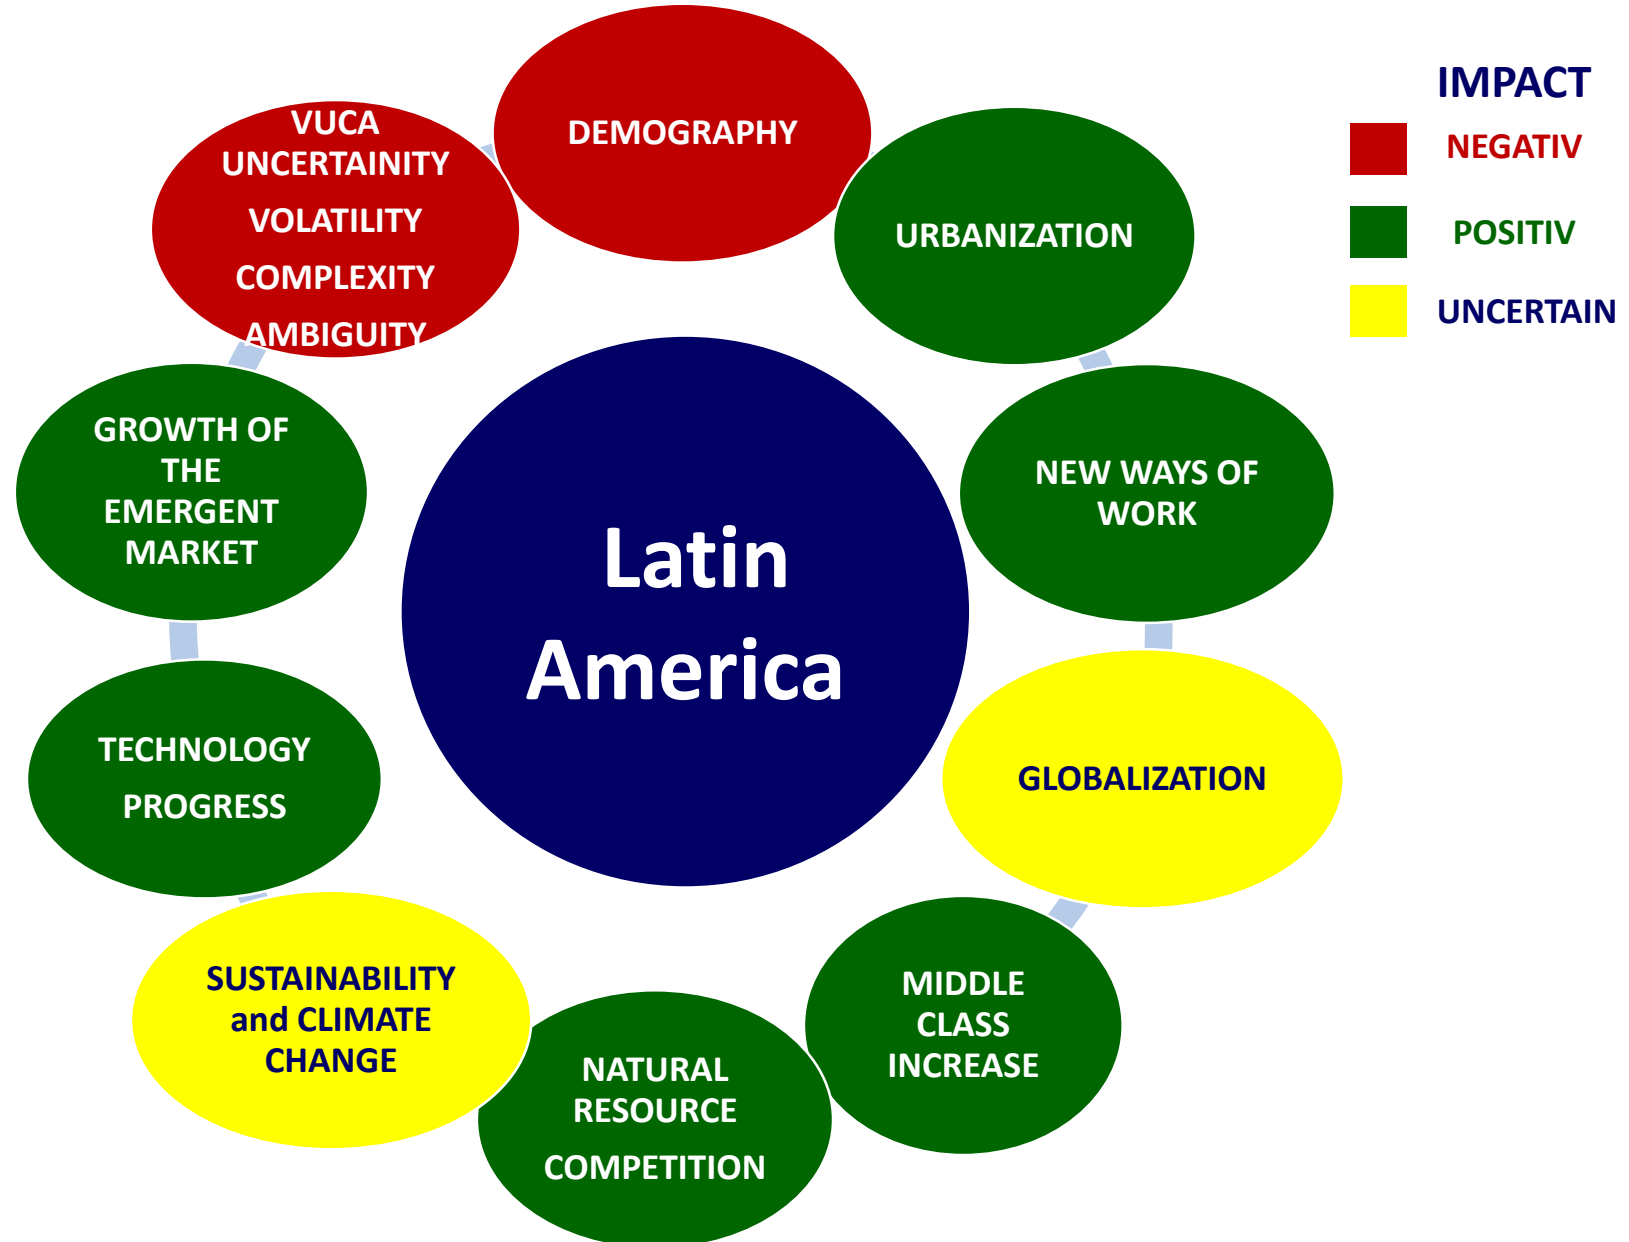 DEMOGRAPHY
URBANIZATION
NEW WAYS OF
WORK
GLOBALIZATION
MIDDLE
CLASS
INCREASE
NATURAL
RESOURCE
COMPETITION
SUSTAINABILITY
and CLIMATE
CHANGE
TECHNOLOGY
PROGRESS
GROWTH OF
THE
EMERGENT
MARKET
VUCA
UNCERTAINITY
VOLATILITY
COMPLEXITY
AMBIGUITY
Latin
America
IMPACT
NEGATIV
POSITIV
UNCERTAIN